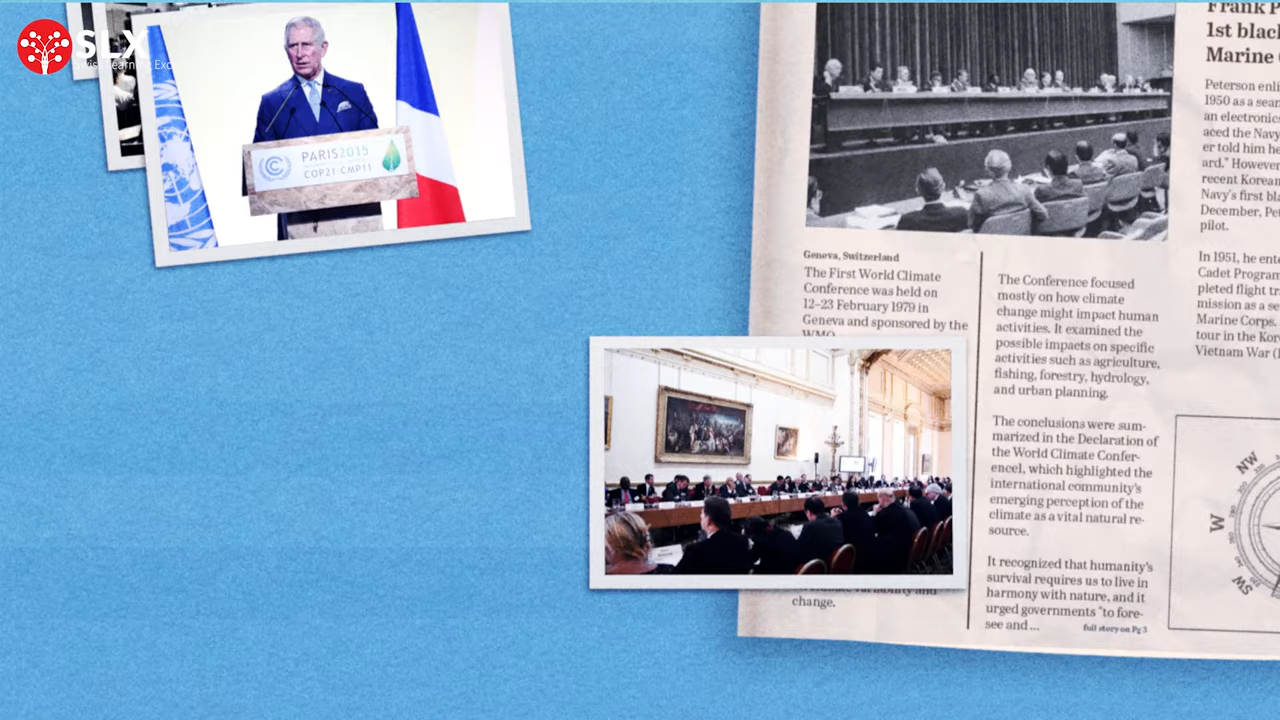 SLX
PARIS2015
COP21·CMP11
Geneva, Switzerland
The First World Climate
Conference was held on
12–23 February 1979 in
Geneva and sponsored by the
WMO
change.
The Conference focused
mostly on how climate
change might impact human
activities. It examined the
possible impacts on specific
activities such as agriculture,
fishing, forestry, hydrology,
and urban planning.
The conclusions were sum-
marized in the Declaration of
the World Climate Confer-
encel, which highlighted the
international community's
emerging perception of the
climate as a vital natural re-
source.
It recognized that humanity's
survival requires us to live in
harmony with nature, and it
urged governments "to fore-
see and ...
full story on Pg 3
Frank P
1st blac
Marine
Peterson enli
1950 as a sean
an electronics
aced the Navy
er told him he
ard." However
recent Korean
Navy's first bla
December, Pet
pilot.
In 1951, he ente
Cadet Program
pleted flight tr
mission as a se
Marine Corps.
tour in the Kor
Vietnam War (
NW
W
SW